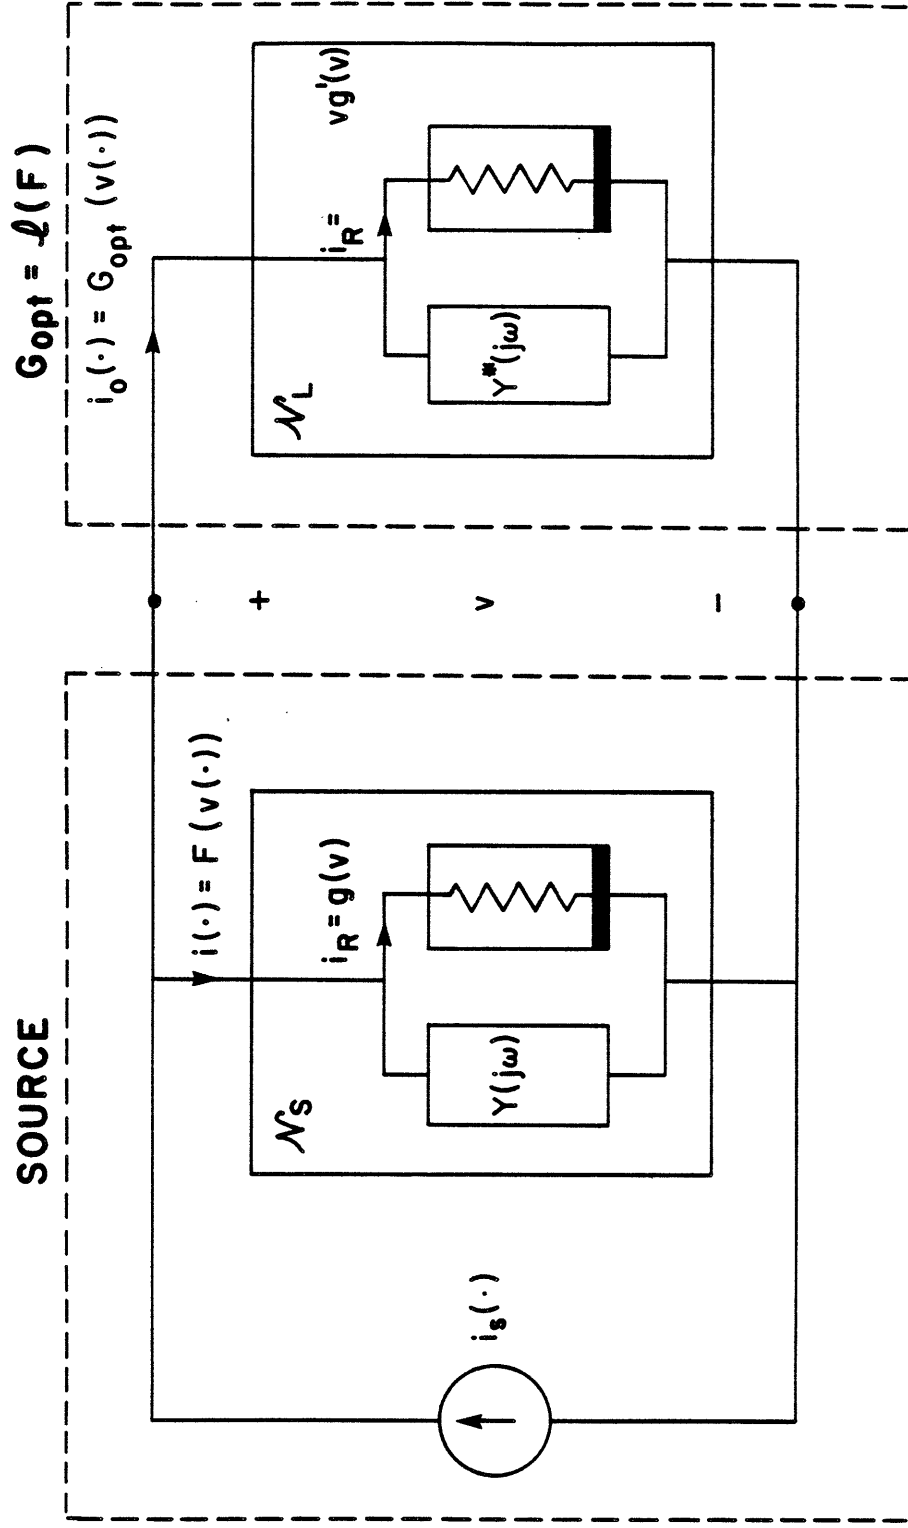 SOURCE
G_opt = ℓ(F)
i_o(·) = G_opt (v(·))
i(·) = F(v(·))
𝒩_S
i_R = g(v)
Y(jω)
i_s(·)
+
v
−
𝒩_L
i_R =
vg'(v)
Y*(jω)